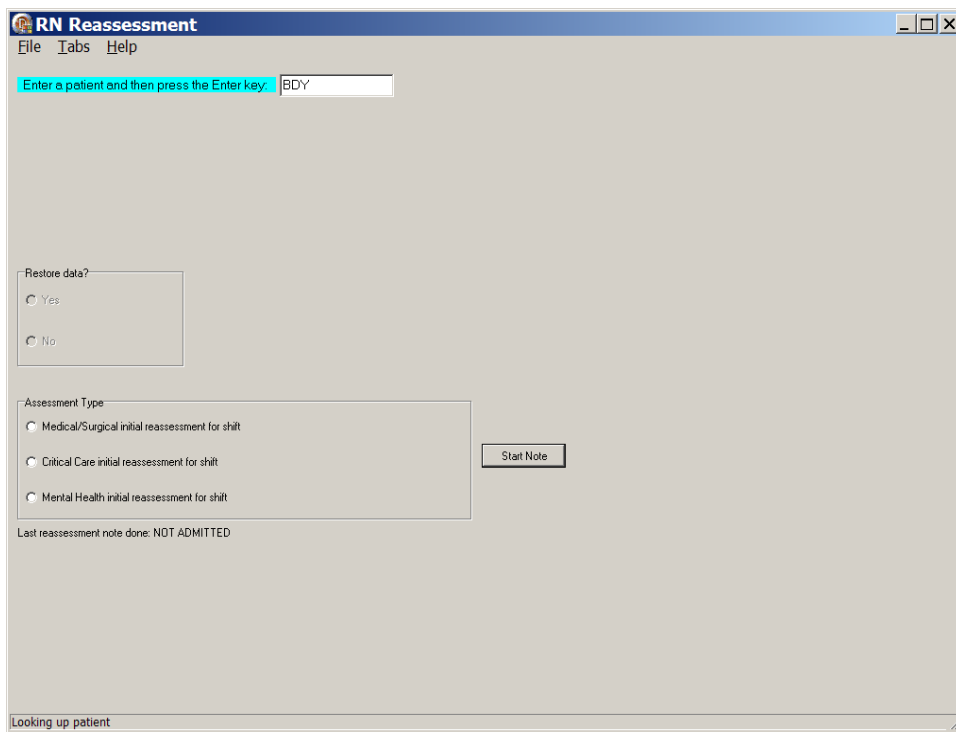 RN Reassessment
File Tabs Help
Enter a patient and then press the Enter key: BDY
Restore data?
Yes
No
Assessment Type
Medical/Surgical initial reassessment for shift
Critical Care initial reassessment for shift
Start Note
Mental Health initial reassessment for shift
Last reassessment note done: NOT ADMITTED
Looking up patient